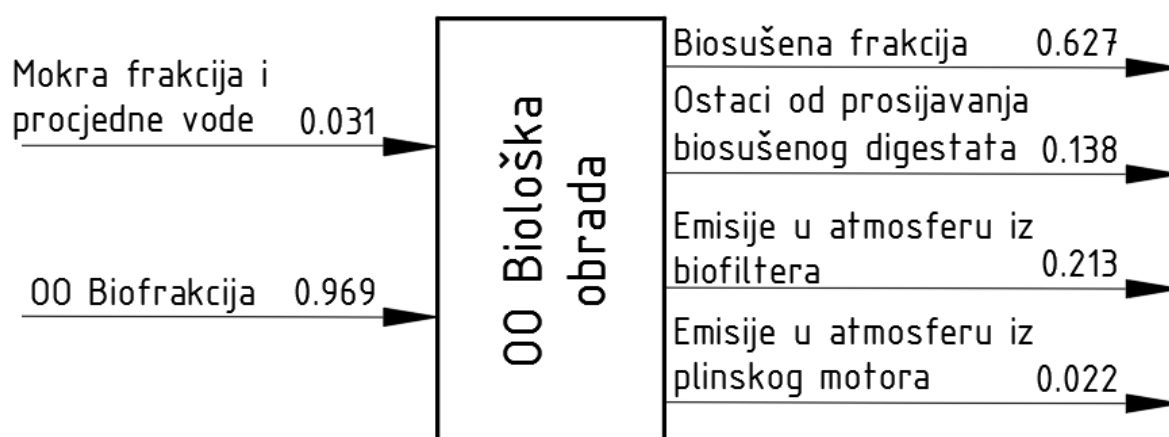 Mokra frakcija i
procjedne vode 0.031
OO Biofrakcija 0.969
OO Biološka
obrada
Biosušena frakcija 0.627
Ostaci od prosijavanja
biosušenog digestata 0.138
Emisije u atmosferu iz
biofiltera 0.213
Emisije u atmosferu iz
plinskog motora 0.022